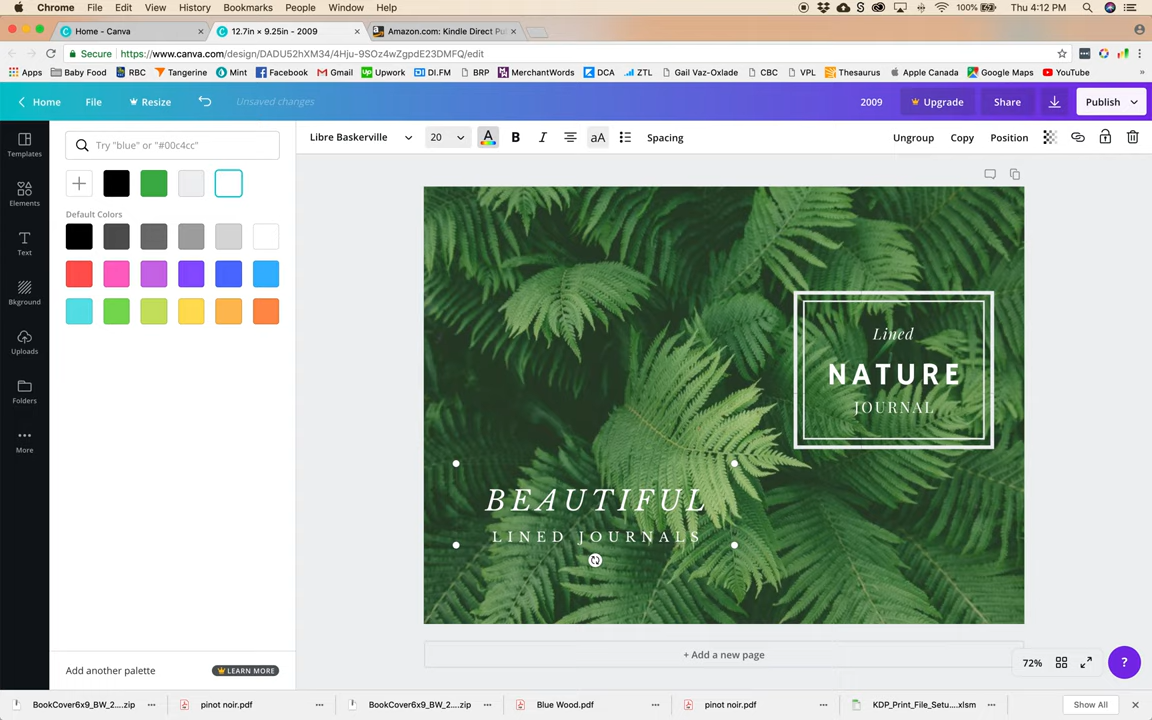 Chrome File Edit View History Bookmarks People Window Help 100% Thu 4:12 PM
Home - Canva 12.7in × 9.25in - 2009 Amazon.com: Kindle Direct Pu
Secure https://www.canva.com/design/DADU52hXM34/4Hju-9SOz4wZgpdE23DMFQ/edit
Apps Baby Food RBC Tangerine Mint Facebook Gmail Upwork DI.FM BRP MerchantWords DCA ZTL Gail Vaz-Oxlade CBC VPL Thesaurus Apple Canada Google Maps YouTube »
Home File Resize Unsaved changes 2009 Upgrade Share Publish
Templates
Elements
Text
Bkground
Uploads
Folders
More
Try "blue" or "#00c4cc"
Default Colors
Add another palette LEARN MORE
Libre Baskerville 20 A B I aA Spacing Ungroup Copy Position
Lined
NATURE
JOURNAL
BEAUTIFUL
LINED JOURNALS
+ Add a new page
72% ?
BookCover6x9_BW_2....zip pinot noir.pdf BookCover6x9_BW_2....zip Blue Wood.pdf pinot noir.pdf KDP_Print_File_Setu....xlsm Show All